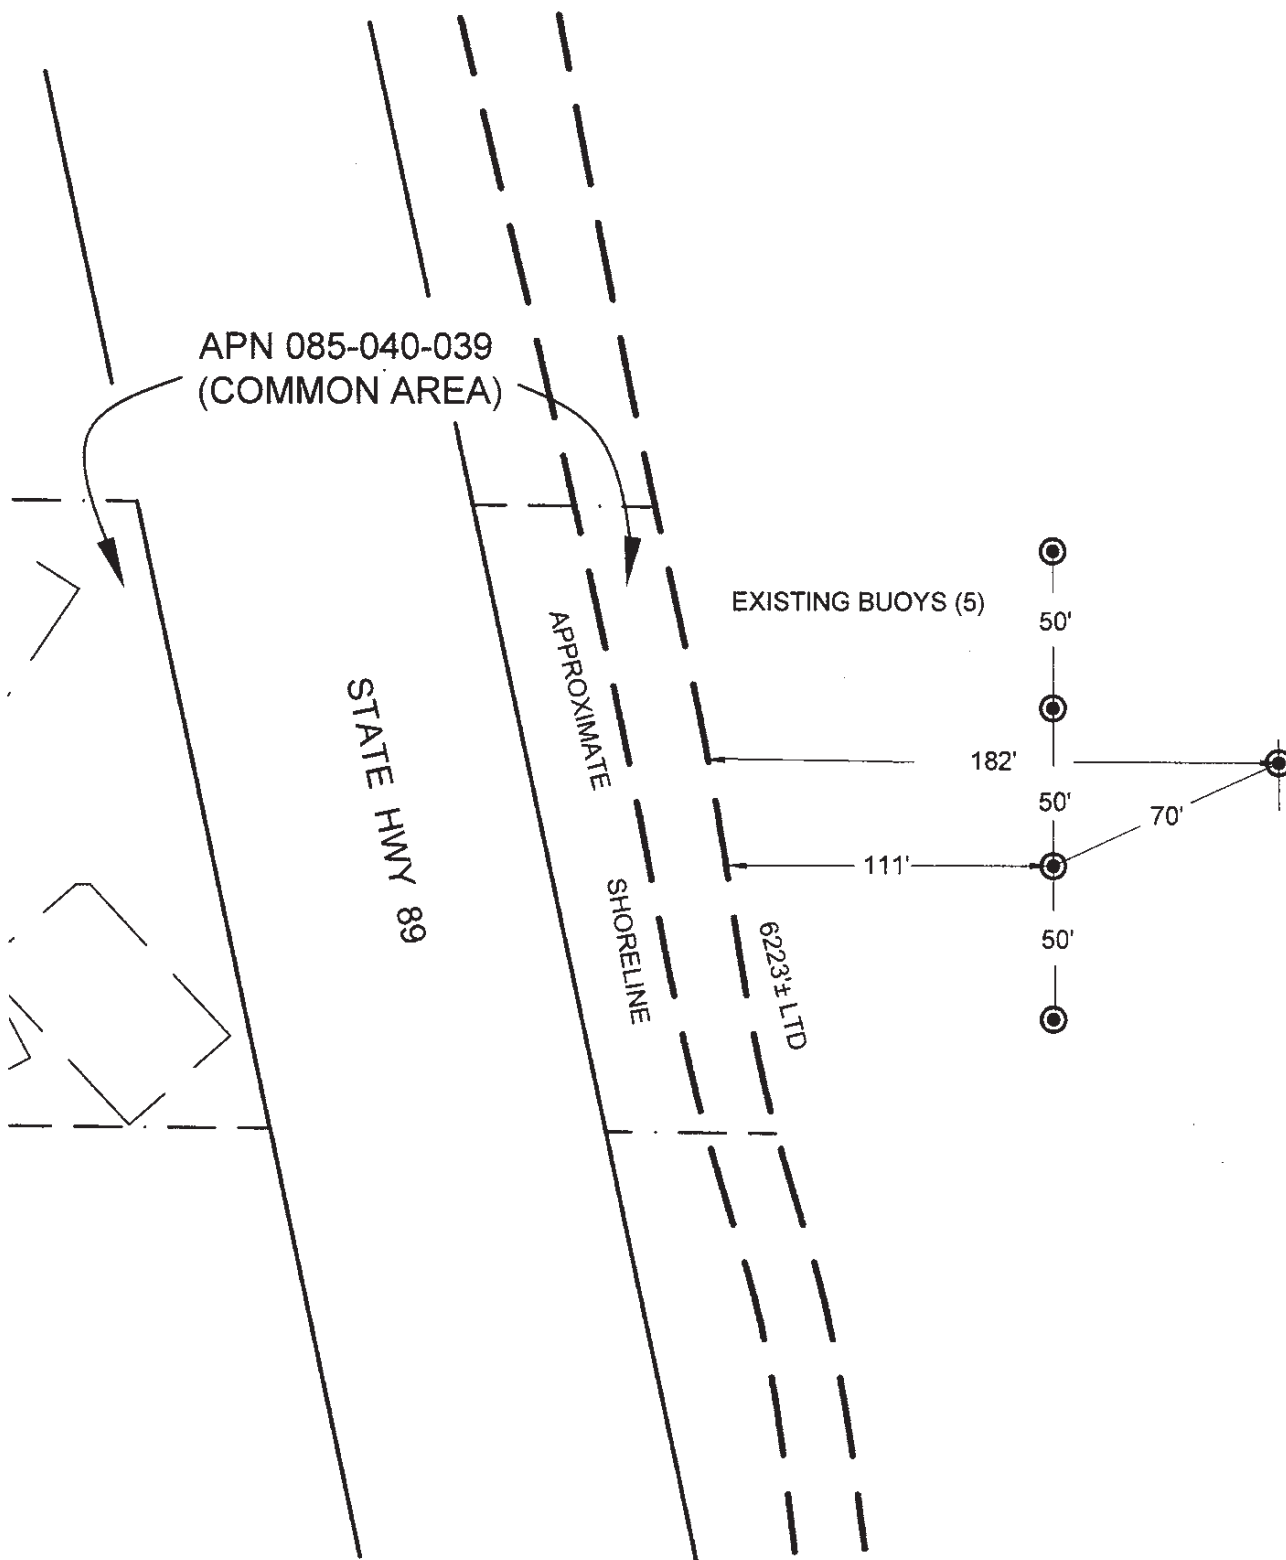 APN 085-040-039
(COMMON AREA)
EXISTING BUOYS (5)
50'
APPROXIMATE
STATE HWY 89
182'
50'
70'
111'
SHORELINE
6223'± LTD
50'